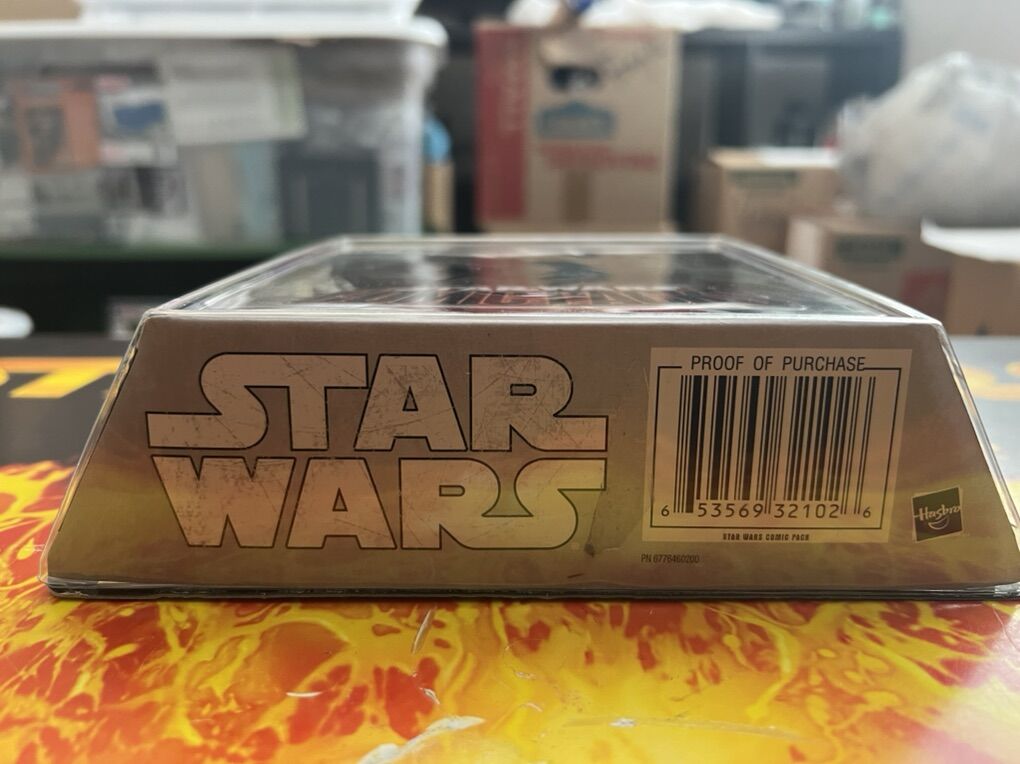 STAR
WARS
PROOF OF PURCHASE
6 53569 32102 6
STAR WARS COMIC PACK
PN 6776460200
Hasbro